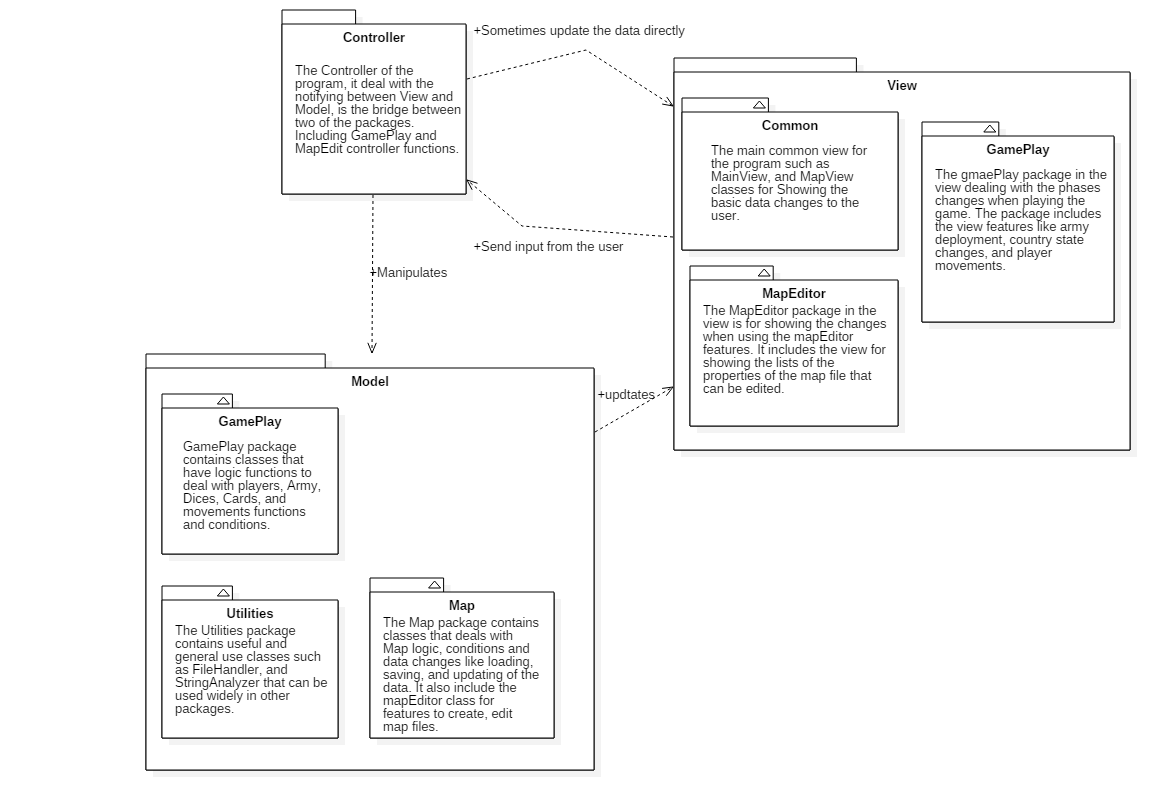 Controller
The Controller of the
program, it deal with the
notifying between View and
Model, is the bridge between
two of the packages.
Including GamePlay and
MapEdit controller functions.
+Sometimes update the data directly
+Send input from the user
+Manipulates
View
Common
The main common view for
the program such as
MainView, and MapView
classes for Showing the
basic data changes to the
user.
GamePlay
The gmaePlay package in the
view dealing with the phases
changes when playing the
game. The package includes
the view features like army
deployment, country state
changes, and player
movements.
MapEditor
The MapEditor package in the
view is for showing the changes
when using the mapEditor
features. It includes the view for
showing the lists of the
properties of the map file that
can be edited.
+updtates
Model
GamePlay
GamePlay package
contains classes that
have logic functions to
deal with players, Army,
Dices, Cards, and
movements functions
and conditions.
Utilities
The Utilities package
contains useful and
general use classes such
as FileHandler, and
StringAnalyzer that can be
used widely in other
packages.
Map
The Map package contains
classes that deals with
Map logic, conditions and
data changes like loading,
saving, and updating of the
data. It also include the
mapEditor class for
features to create, edit
map files.